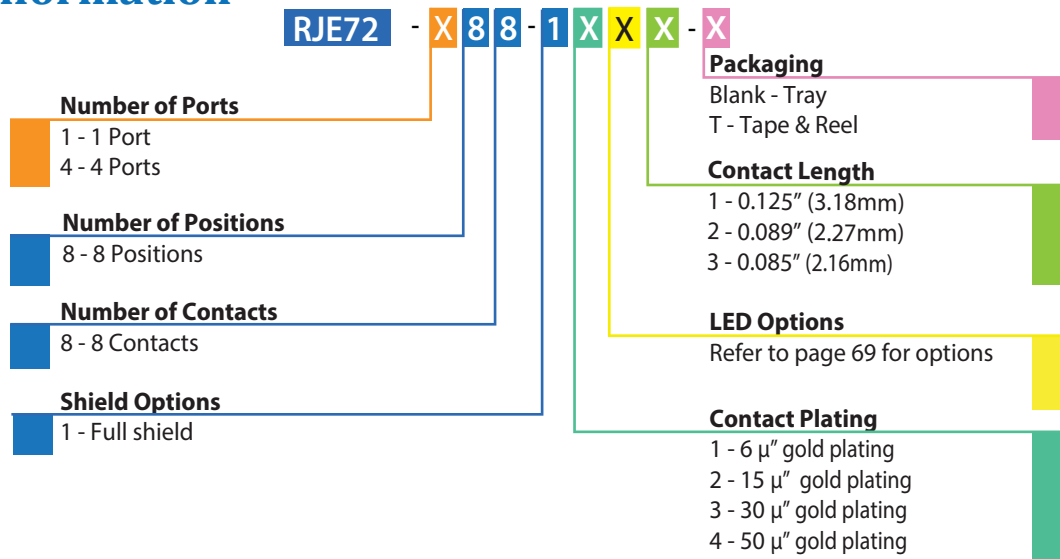 RJE72 - X 8 8 - 1 X X X - X
Number of Ports
1 - 1 Port
4 - 4 Ports
Number of Positions
8 - 8 Positions
Number of Contacts
8 - 8 Contacts
Shield Options
1 - Full shield
Packaging
Blank - Tray
T - Tape & Reel
Contact Length
1 - 0.125” (3.18mm)
2 - 0.089” (2.27mm)
3 - 0.085” (2.16mm)
LED Options
Refer to page 69 for options
Contact Plating
1 - 6 µ” gold plating
2 - 15 µ” gold plating
3 - 30 µ” gold plating
4 - 50 µ” gold plating